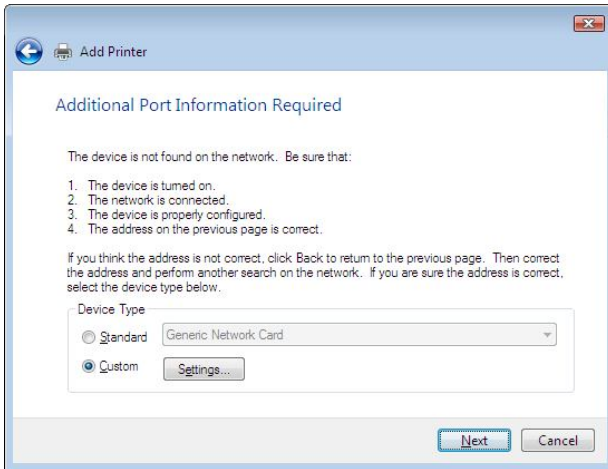 Add Printer
Additional Port Information Required
The device is not found on the network. Be sure that:
1. The device is turned on.
2. The network is connected.
3. The device is properly configured.
4. The address on the previous page is correct.
If you think the address is not correct, click Back to return to the previous page. Then correct
the address and perform another search on the network. If you are sure the address is correct,
select the device type below.
Device Type
Standard Generic Network Card
Custom Settings...
Next Cancel